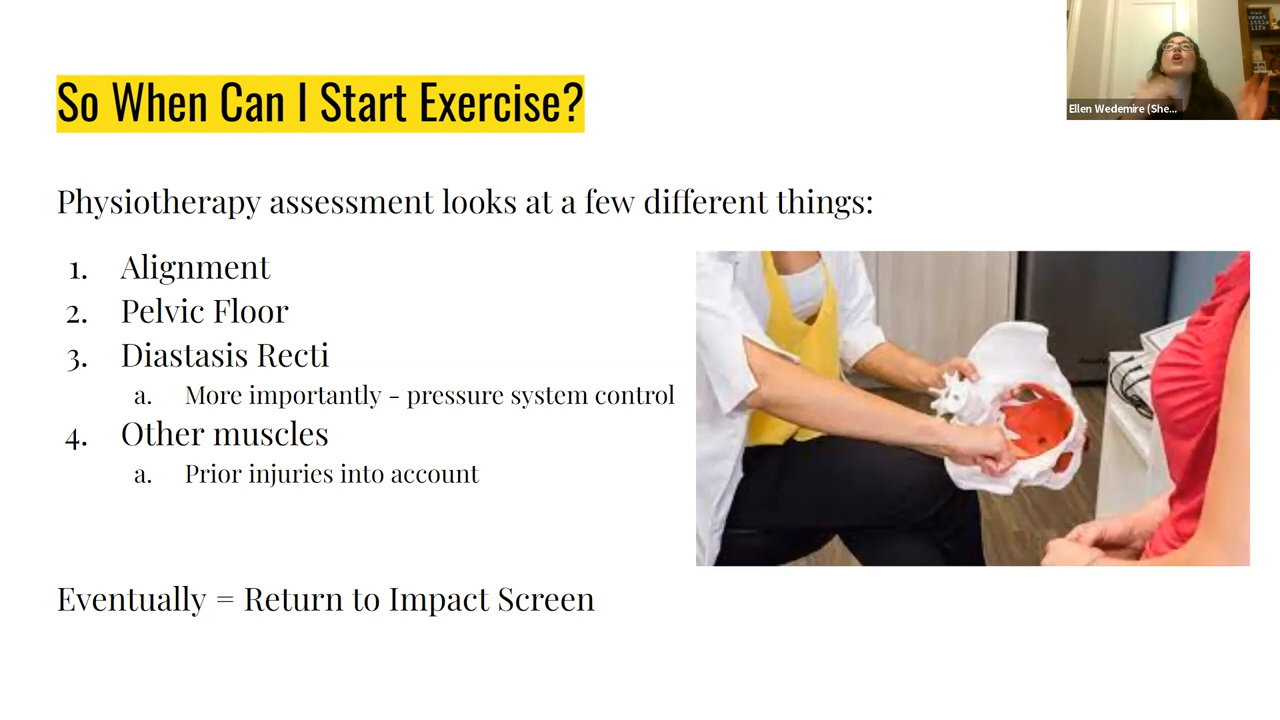 So When Can I Start Exercise?
Ellen Wedemire (She...
Physiotherapy assessment looks at a few different things:
1. Alignment
2. Pelvic Floor
3. Diastasis Recti
a. More importantly - pressure system control
4. Other muscles
a. Prior injuries into account
Eventually = Return to Impact Screen